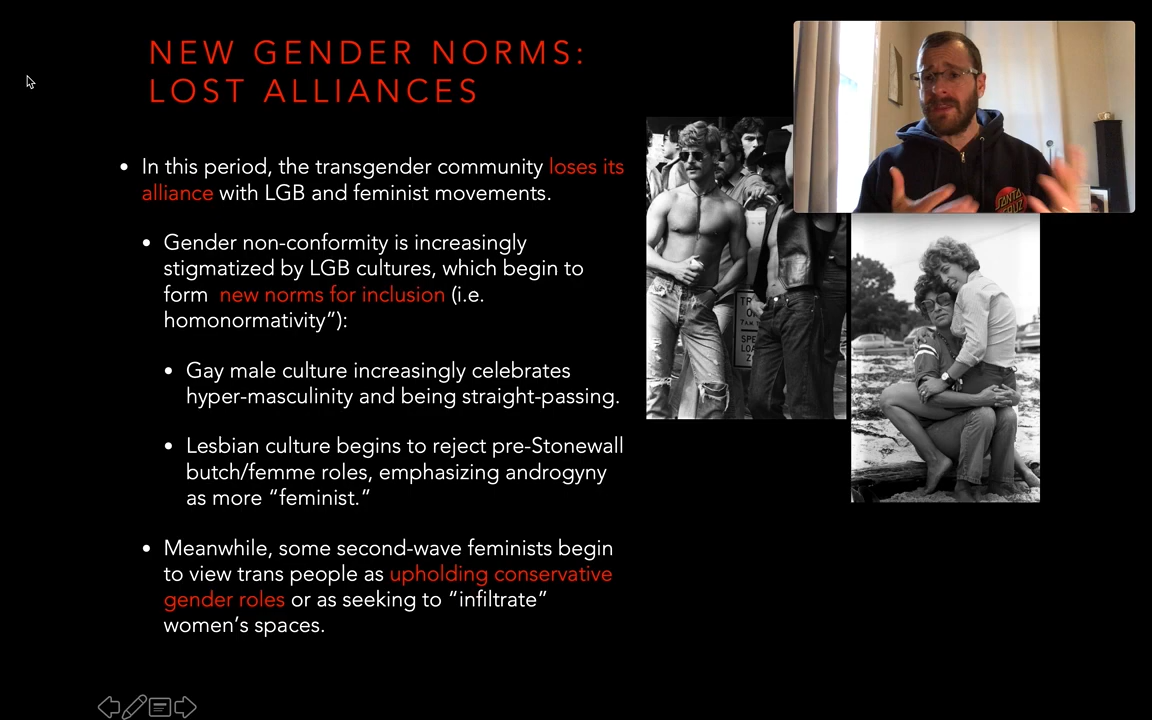 NEW GENDER NORMS:
LOST ALLIANCES
• In this period, the transgender community loses its
alliance with LGB and feminist movements.
• Gender non-conformity is increasingly
stigmatized by LGB cultures, which begin to
form new norms for inclusion (i.e.
homonormativity”):
• Gay male culture increasingly celebrates
hyper-masculinity and being straight-passing.
• Lesbian culture begins to reject pre-Stonewall
butch/femme roles, emphasizing androgyny
as more “feminist.”
• Meanwhile, some second-wave feminists begin
to view trans people as upholding conservative
gender roles or as seeking to “infiltrate”
women’s spaces.
SANTA
CRUZ